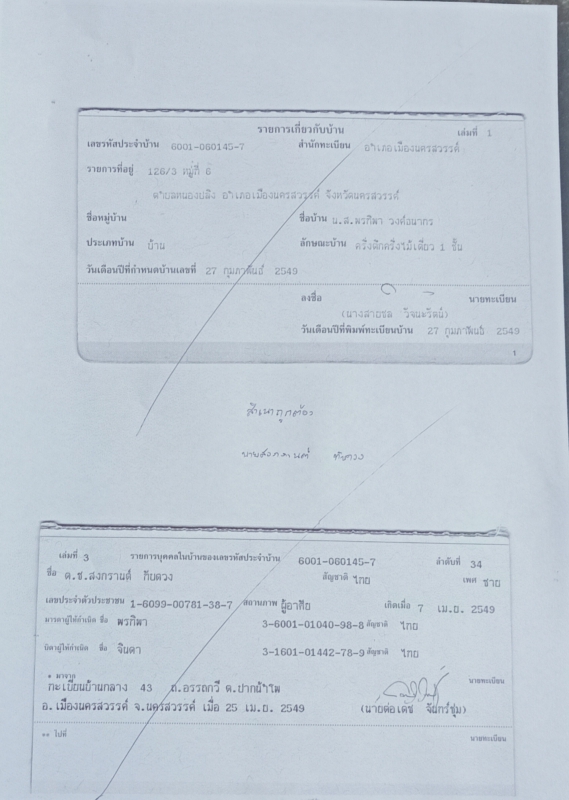 รายการเกี่ยวกับบ้าน เล่มที่ 1
เลขรหัสประจำบ้าน 6001-060145-7 สำนักทะเบียน อำเภอเมืองนครสวรรค์
รายการที่อยู่ 126/3 หมู่ที่ 6
ตำบลหนองปลิง อำเภอเมืองนครสวรรค์ จังหวัดนครสวรรค์
ชื่อหมู่บ้าน ชื่อบ้าน น.ส.พรทิพา วงค์ธนากร
ประเภทบ้าน บ้าน ลักษณะบ้าน ครึ่งตึกครึ่งไม้เดี่ยว 1 ชั้น
วันเดือนปีที่กำหนดบ้านเลขที่ 27 กุมภาพันธ์ 2549
ลงชื่อ นายทะเบียน
(นางสายชล วัจนะรัตน์)
วันเดือนปีที่พิมพ์ทะเบียนบ้าน 27 กุมภาพันธ์ 2549
1
สำเนาถูกต้อง
เล่มที่ 3 รายการบุคคลในบ้านของเลขรหัสประจำบ้าน 6001-060145-7 ลำดับที่ 34
ชื่อ ด.ช.สงกรานต์ ทับดวง สัญชาติ ไทย เพศ ชาย
เลขประจำตัวประชาชน 1-6099-00781-38-7 สถานภาพ ผู้อาศัย เกิดเมื่อ 7 เม.ย. 2549
มารดาผู้ให้กำเนิด ชื่อ พรทิพา 3-6001-01040-98-8 สัญชาติ ไทย
บิดาผู้ให้กำเนิด ชื่อ จินดา 3-1601-01442-78-9 สัญชาติ ไทย
* มาจาก นายทะเบียน
ทะเบียนบ้านกลาง 43 ถ.อรรถกวี ต.ปากน้ำโพ
อ.เมืองนครสวรรค์ จ.นครสวรรค์ เมื่อ 25 เม.ย. 2549 (นายต่อเดช จันทร์ชุ่ม)
** ไปที่ นายทะเบียน